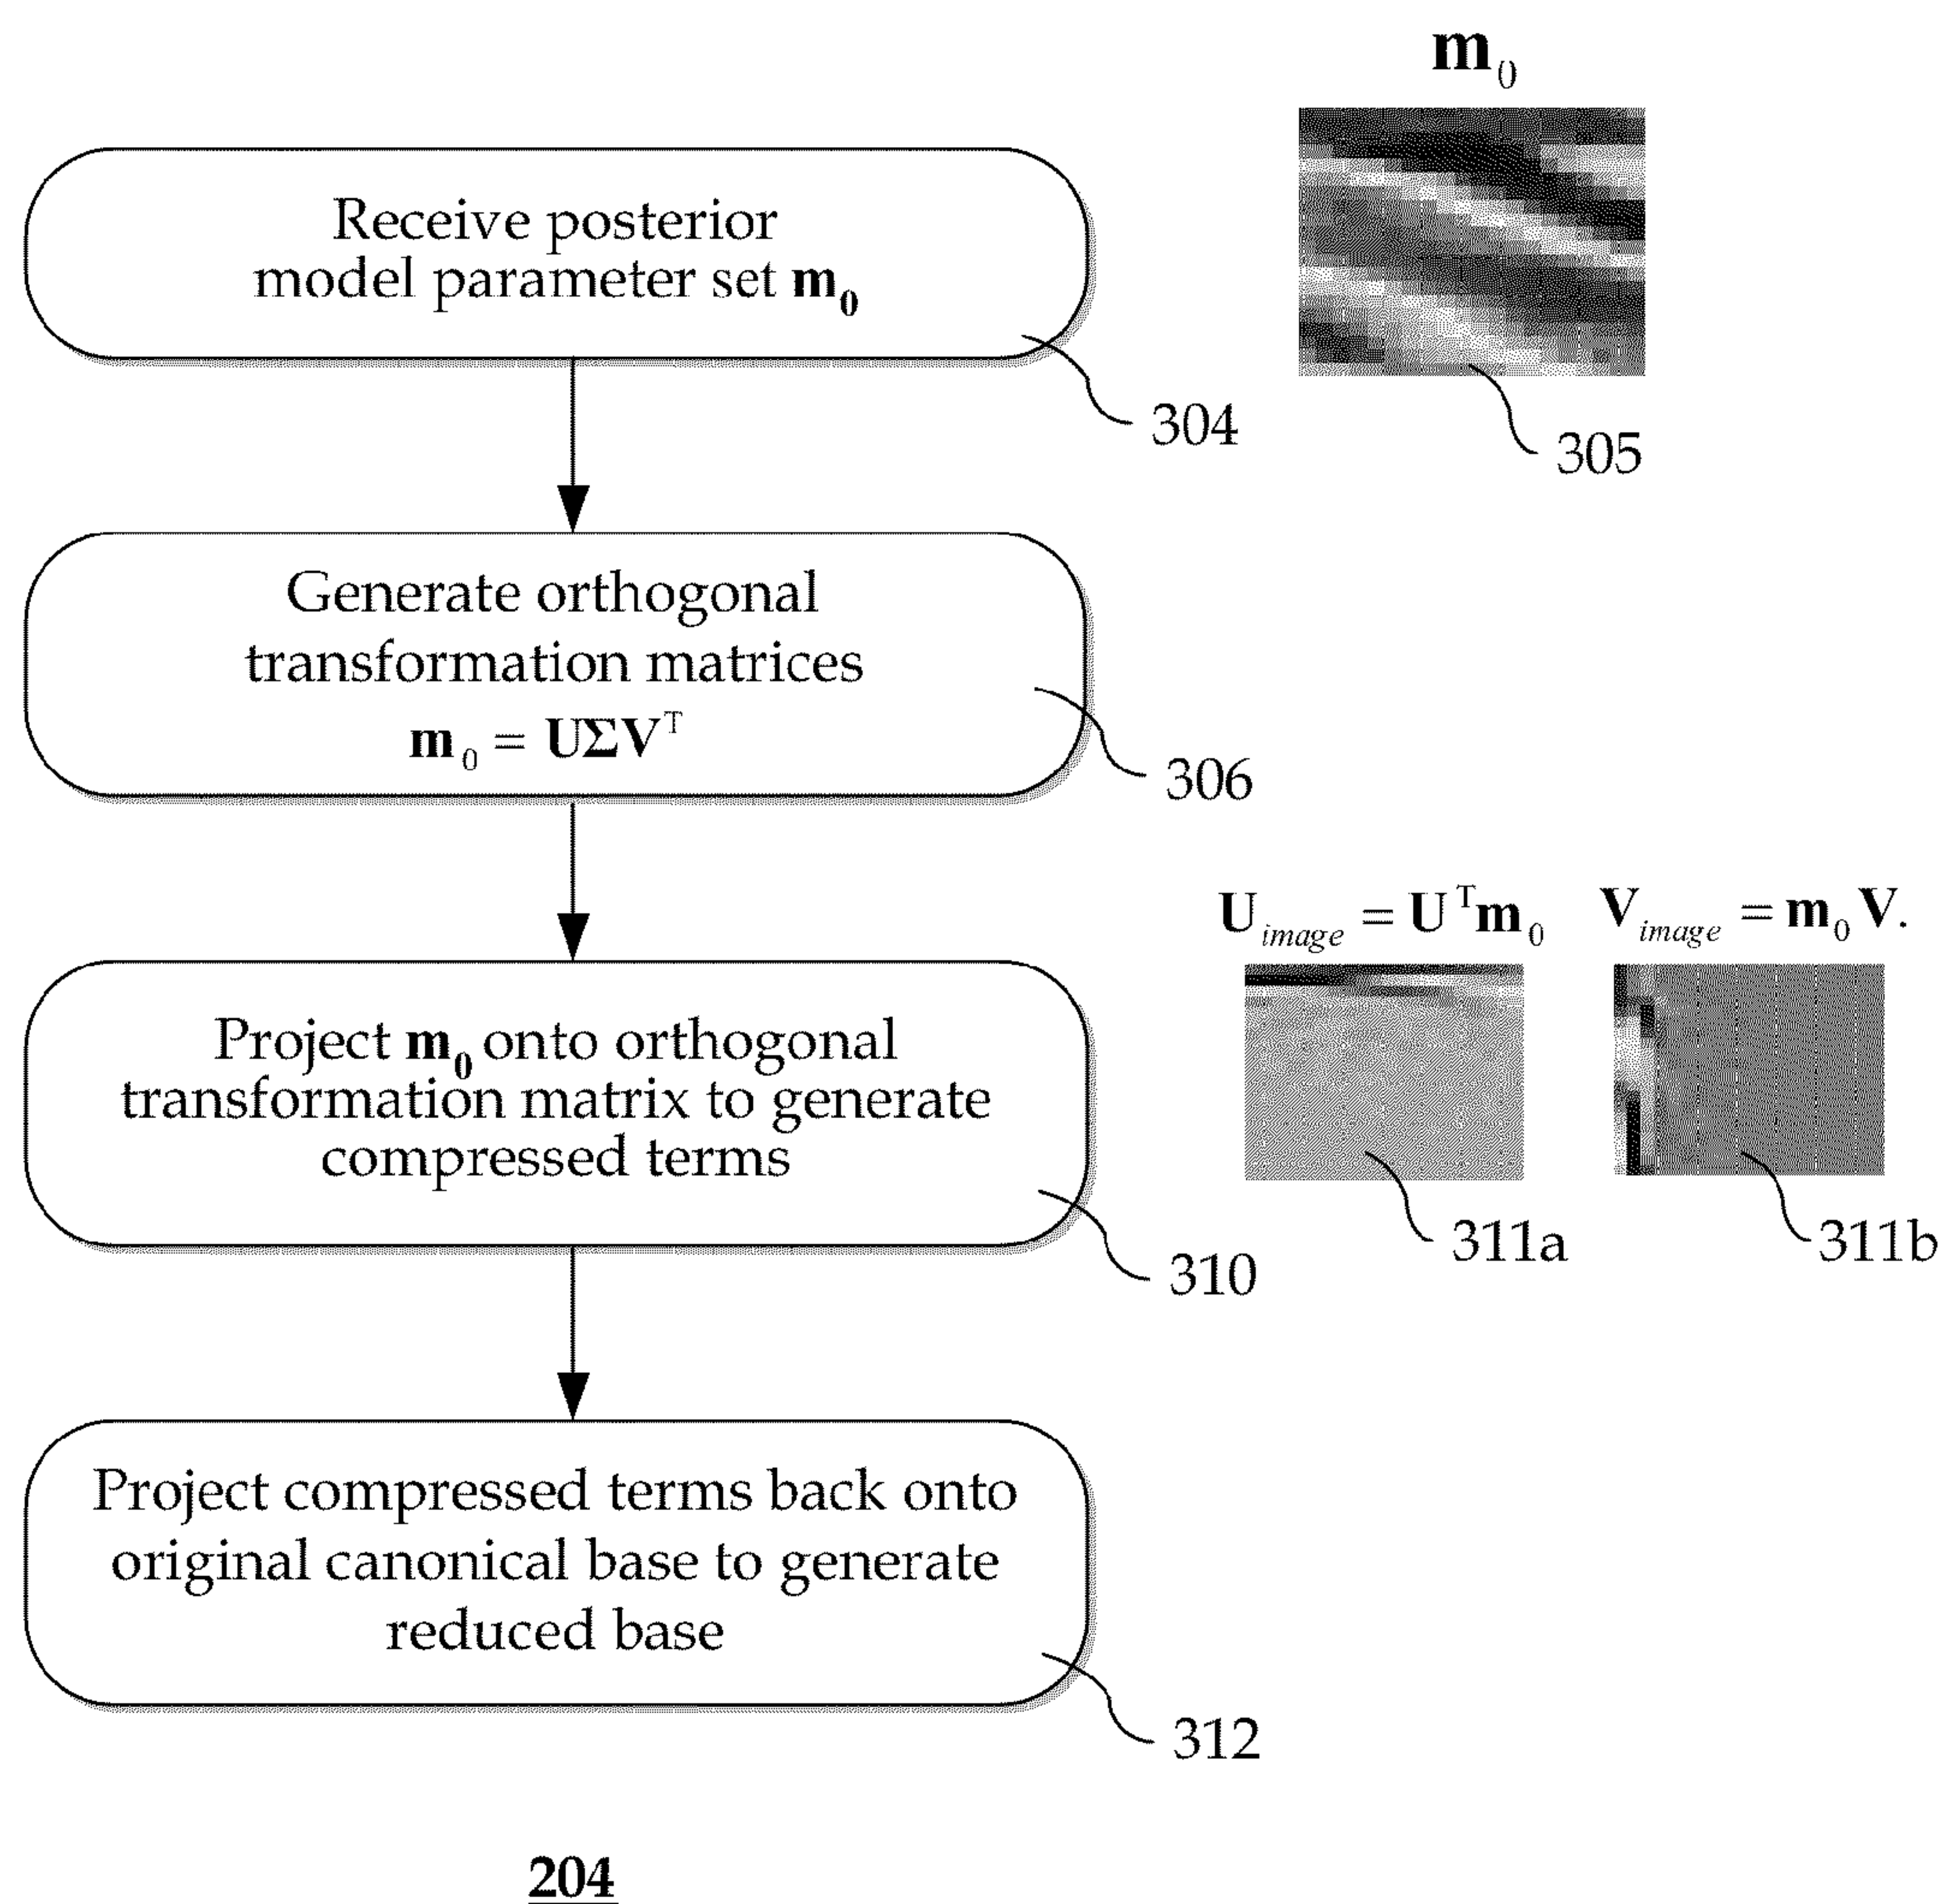 m₀
Receive posterior
model parameter set m₀
304
305
Generate orthogonal
transformation matrices
m₀ = UΣVᵀ
306
U_image = Uᵀm₀ V_image = m₀V.
Project m₀ onto orthogonal
transformation matrix to generate
compressed terms
311a 311b
310
Project compressed terms back onto
original canonical base to generate
reduced base
312
204